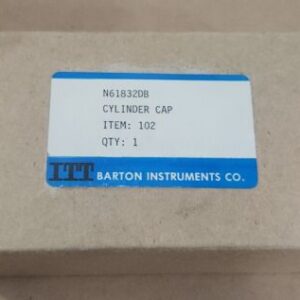 N61832DB
CYLINDER CAP
ITEM: 102
QTY: 1
ITT BARTON INSTRUMENTS CO.